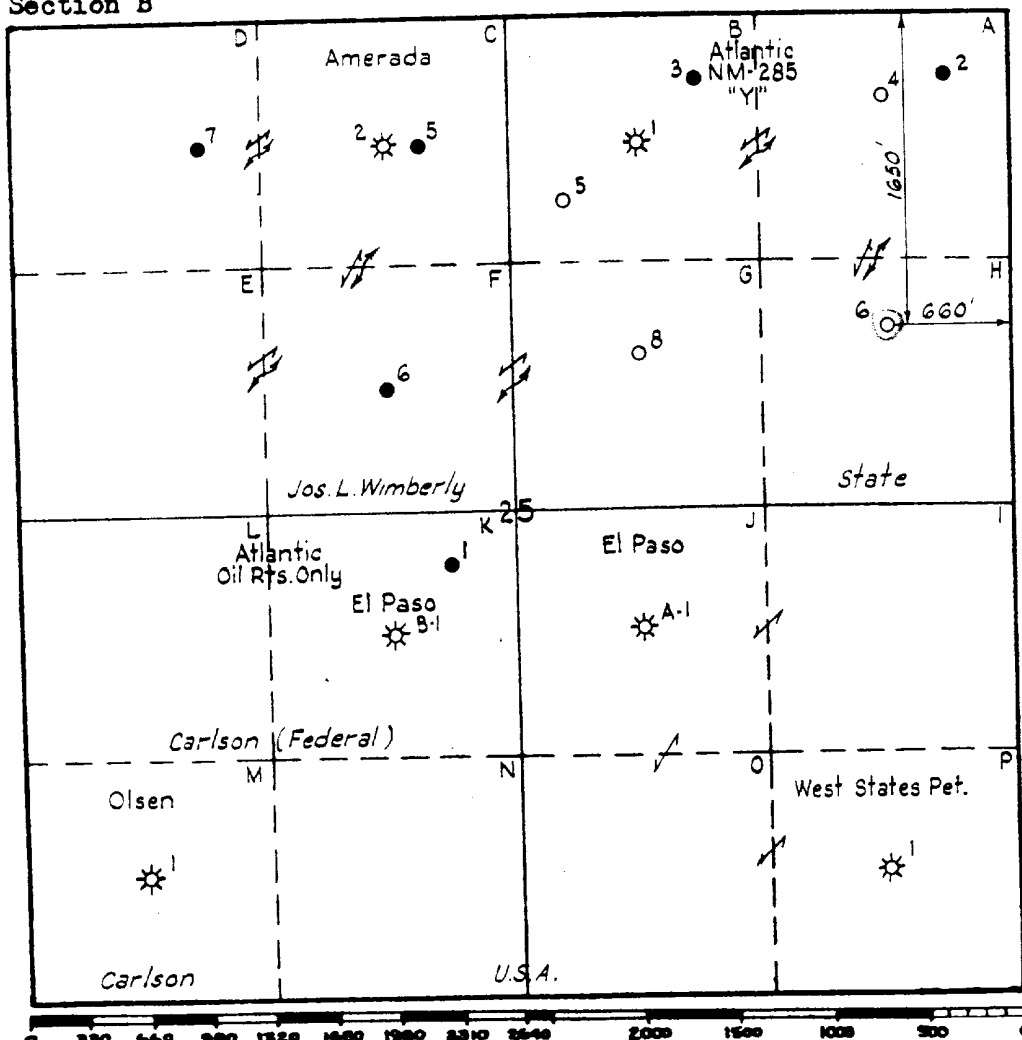 Section B
D C B A
Amerada
Atlantic
NM-285
"Y"
3 2
4
7 2 5 1
5
1650'
E F G H
6 660'
8
6
Jos. L. Wimberly State
25
L K J I
Atlantic
Oil Rts. Only
1
El Paso
El Paso
B-1 A-1
Carlson (Federal)
M N O P
Olsen West States Pet.
1 1
Carlson U.S.A.
0 330 660 990 1320 1650 1980 2310 2640 2000 1500 1000 500 0